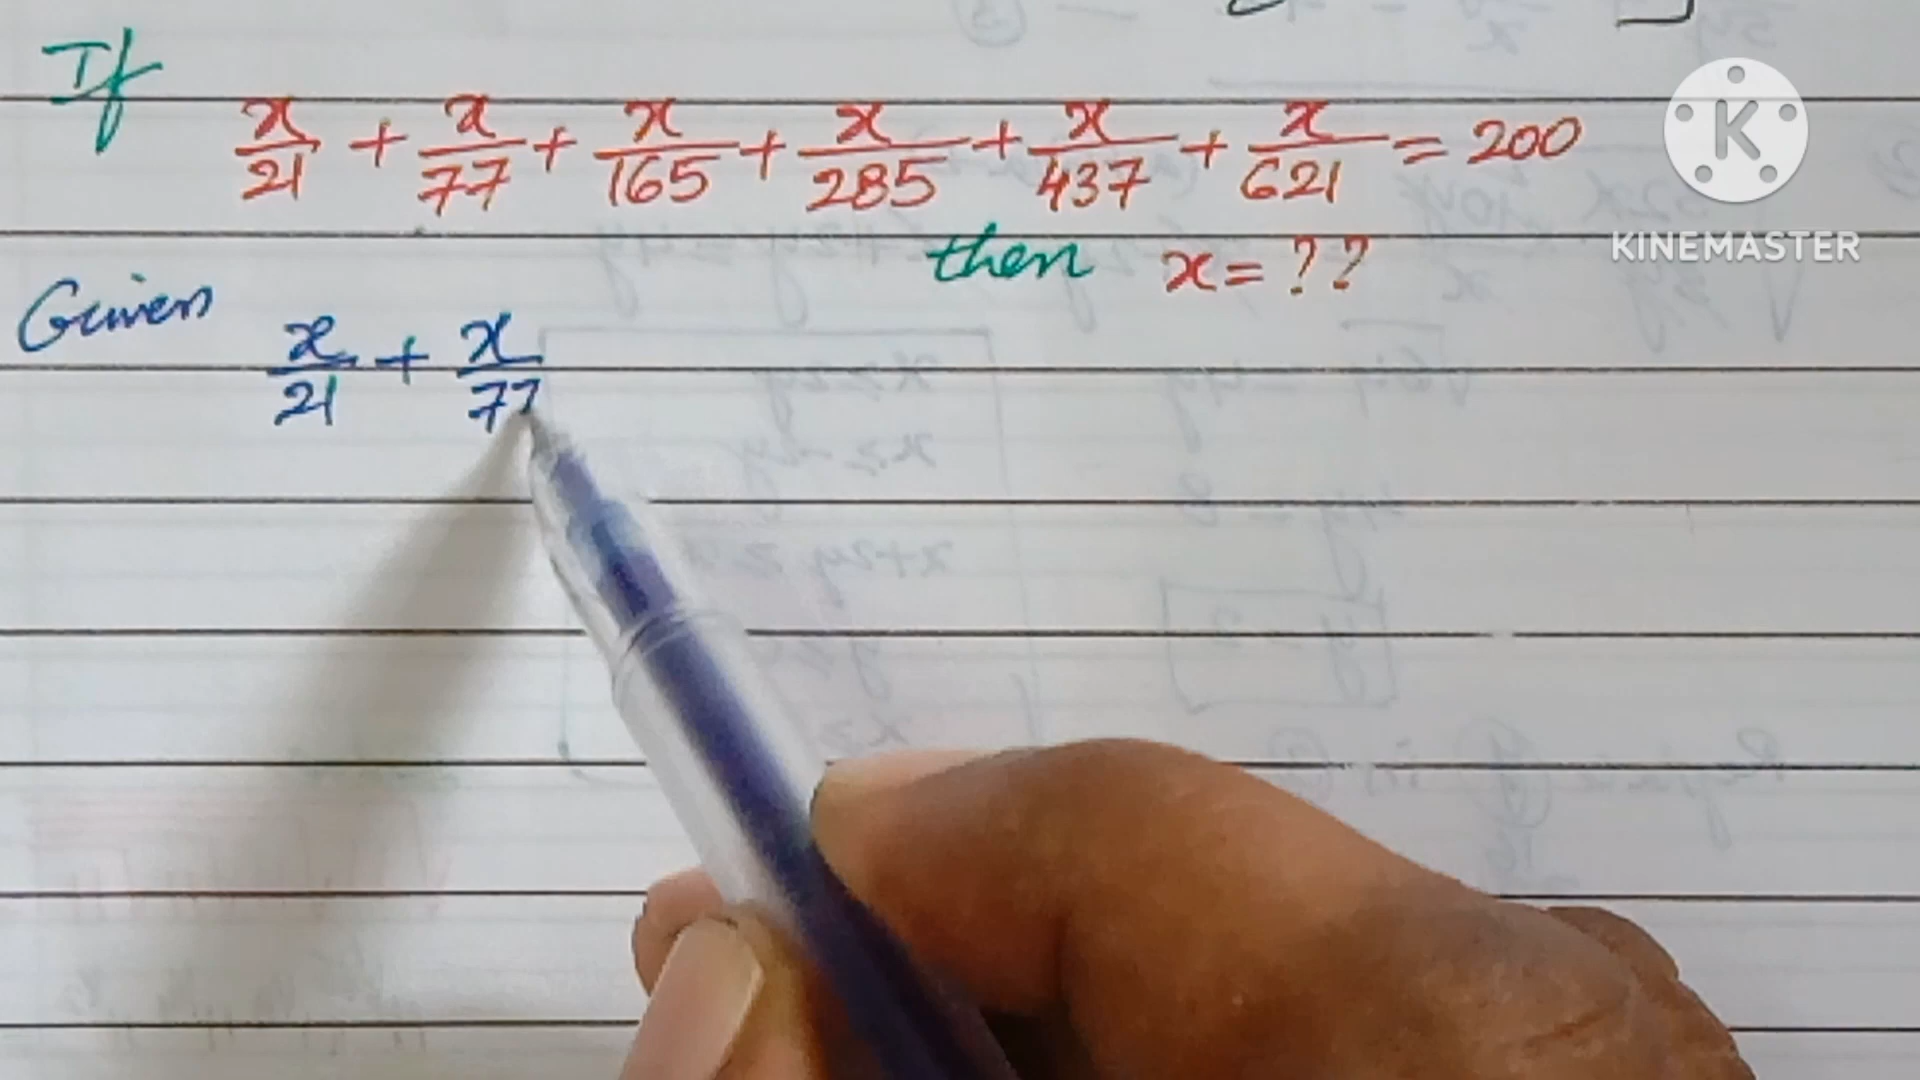 If
x/21 + x/77 + x/165 + x/285 + x/437 + x/621 = 200
then x = ??
Given
x/21 + x/77
K
KINEMASTER